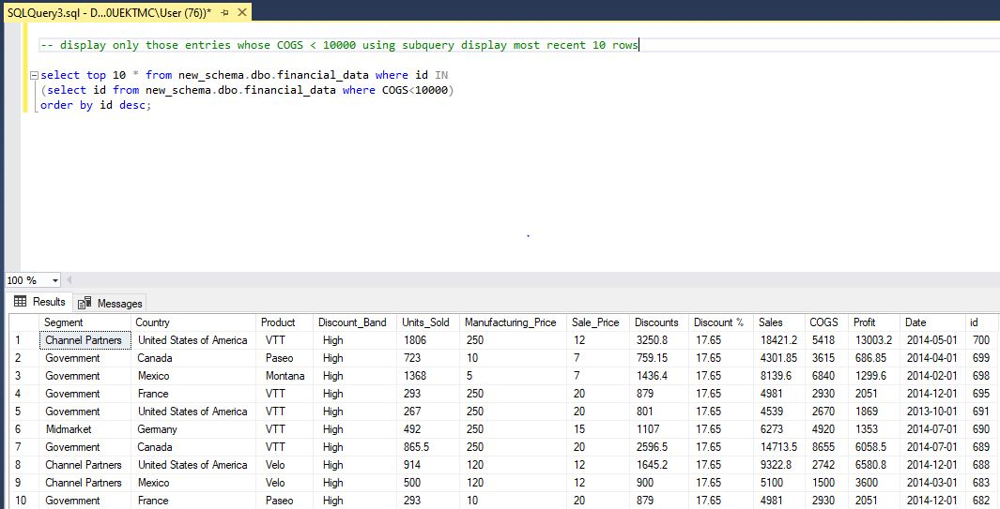 SQLQuery3.sql - D...0UEKTMC\User (76))*
-- display only those entries whose COGS < 10000 using subquery display most recent 10 rows
select top 10 * from new_schema.dbo.financial_data where id IN
(select id from new_schema.dbo.financial_data where COGS<10000)
order by id desc;
100 %
Results Messages
Segment Country Product Discount_Band Units_Sold Manufacturing_Price Sale_Price Discounts Discount % Sales COGS Profit Date id
1 Channel Partners United States of America VTT High 1806 250 12 3250.8 17.65 18421.2 5418 13003.2 2014-05-01 700
2 Government Canada Paseo High 723 10 7 759.15 17.65 4301.85 3615 686.85 2014-04-01 699
3 Government Mexico Montana High 1368 5 7 1436.4 17.65 8139.6 6840 1299.6 2014-02-01 698
4 Government France VTT High 293 250 20 879 17.65 4981 2930 2051 2014-12-01 695
5 Government United States of America VTT High 267 250 20 801 17.65 4539 2670 1869 2013-10-01 691
6 Midmarket Germany VTT High 492 250 15 1107 17.65 6273 4920 1353 2014-07-01 690
7 Government Canada VTT High 865.5 250 20 2596.5 17.65 14713.5 8655 6058.5 2014-07-01 689
8 Channel Partners United States of America Velo High 914 120 12 1645.2 17.65 9322.8 2742 6580.8 2014-12-01 688
9 Channel Partners Mexico Velo High 500 120 12 900 17.65 5100 1500 3600 2014-03-01 683
10 Government France Paseo High 293 10 20 879 17.65 4981 2930 2051 2014-12-01 682